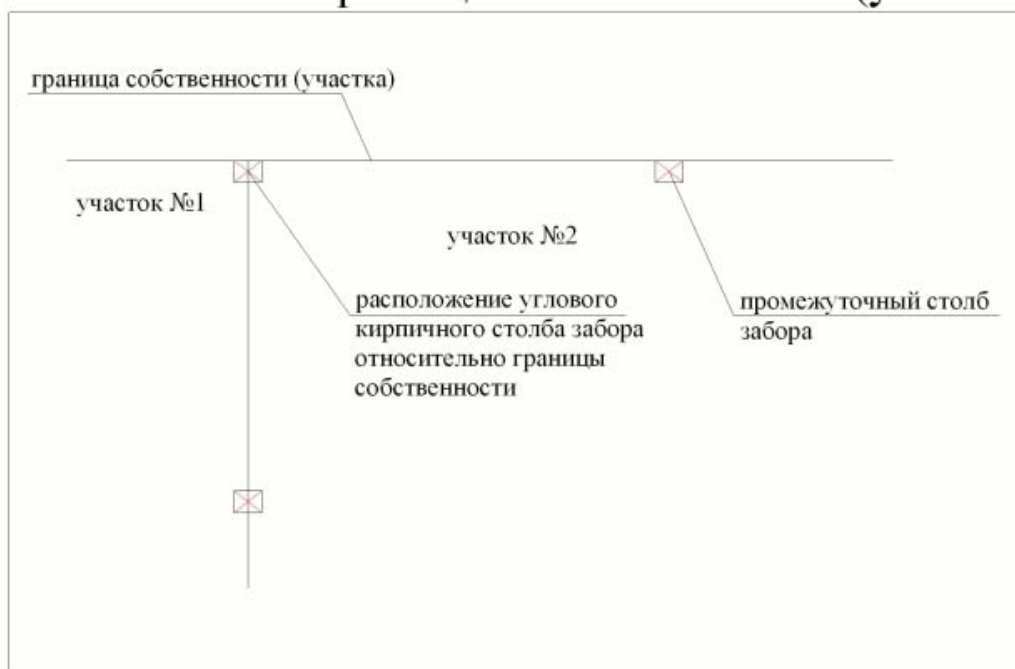 граница собственности (участка)
участок №1
участок №2
расположение углового
кирпичного столба забора
относительно границы
собственности
промежуточный столб
забора